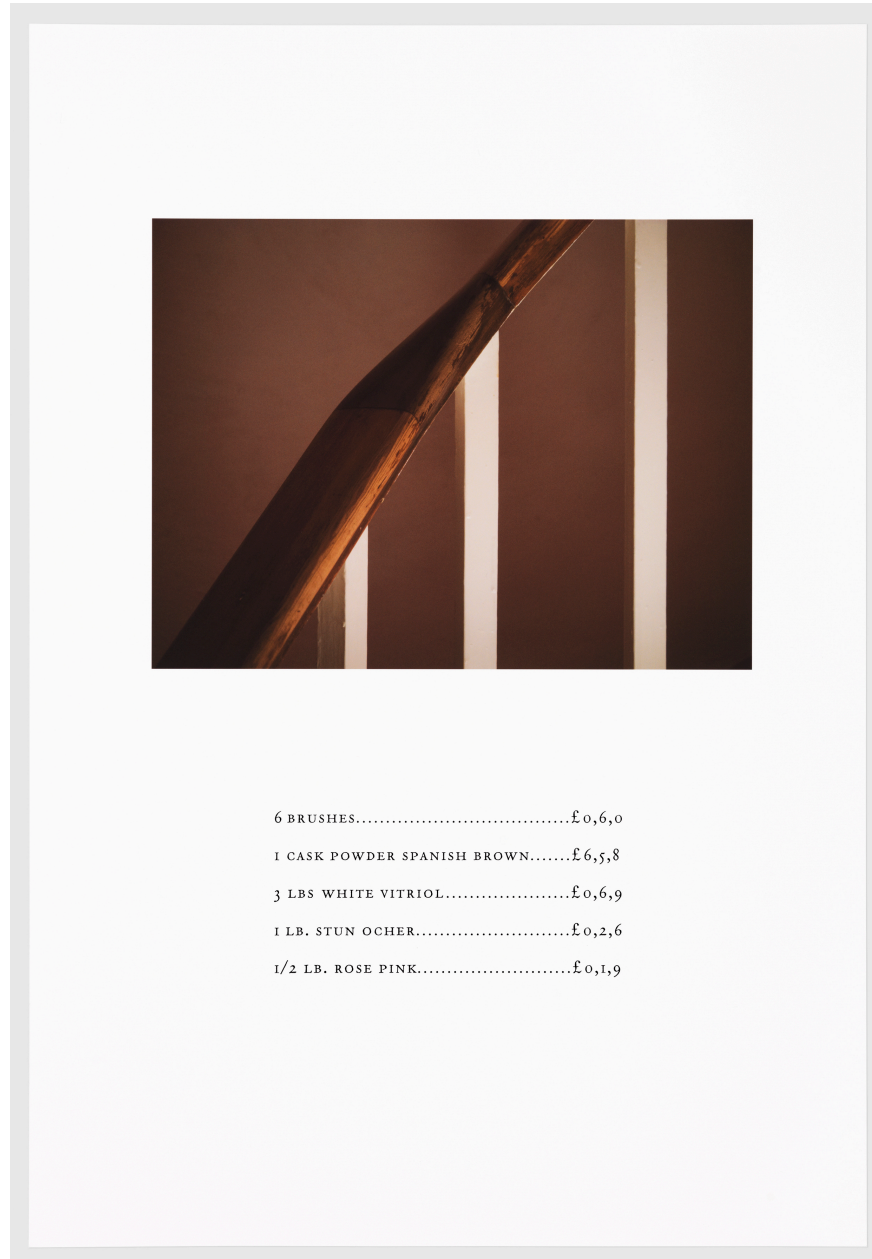 6 BRUSHES....................................£0,6,0
1 CASK POWDER SPANISH BROWN.......£6,5,8
3 LBS WHITE VITRIOL.....................£0,6,9
1 LB. STUN OCHER..........................£0,2,6
1/2 LB. ROSE PINK..........................£0,1,9